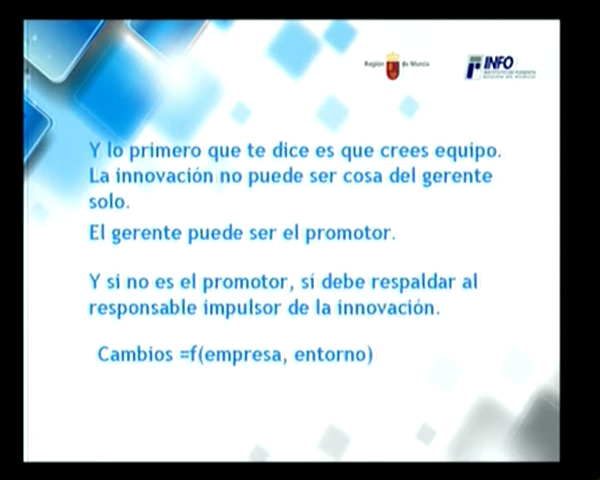 Región de Murcia
INFO
Y lo primero que te dice es que crees equipo.
La innovación no puede ser cosa del gerente
solo.
El gerente puede ser el promotor.
Y si no es el promotor, sí debe respaldar al
responsable impulsor de la innovación.
Cambios =f(empresa, entorno)